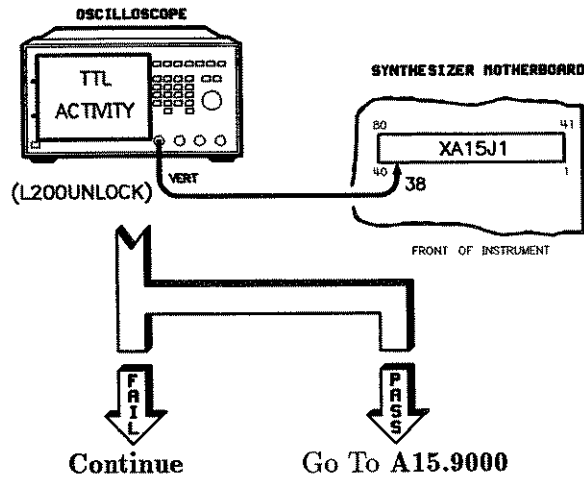 OSCILLOSCOPE
TTL
ACTIVITY
SYNTHESIZER MOTHERBOARD
80 41
XA15J1
40 1
38
VERT
(L200UNLOCK)
FRONT OF INSTRUMENT
FAIL
PASS
Continue
Go To A15.9000